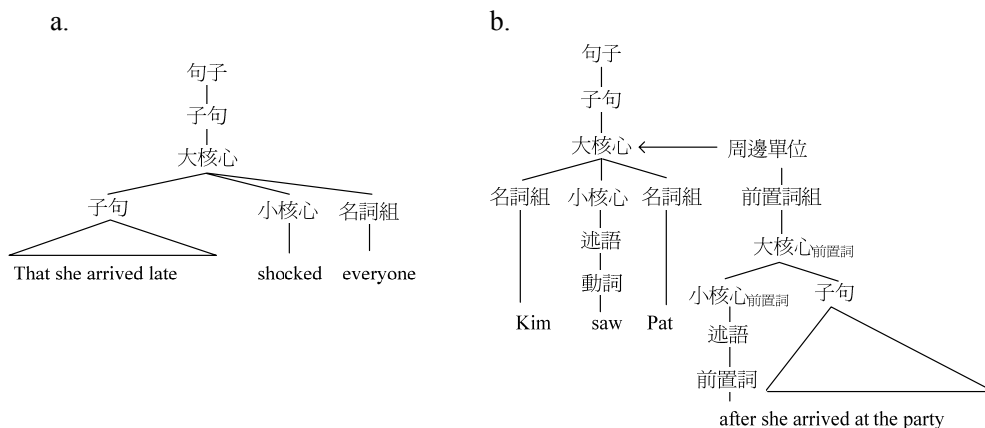 a.
句子
子句
大核心
子句 小核心 名詞組
That she arrived late shocked everyone
b.
句子
子句
大核心 周邊單位
名詞組 小核心 名詞組 前置詞組
述語 大核心前置詞
動詞 小核心前置詞 子句
Kim saw Pat 述語
前置詞
after she arrived at the party